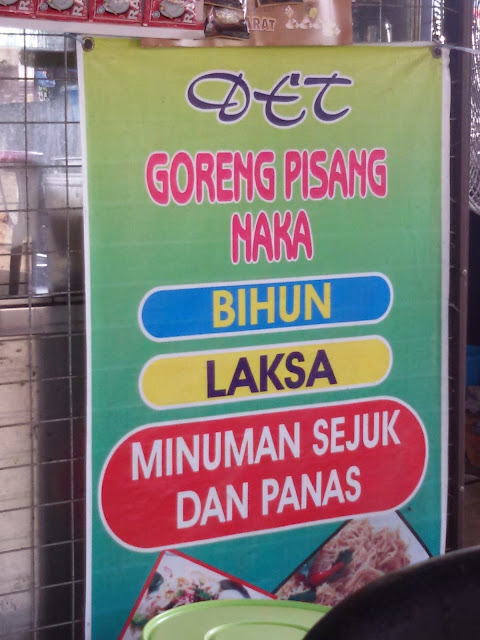 DET
GORENG PISANG
NAKA
BIHUN
LAKSA
MINUMAN SEJUK
DAN PANAS